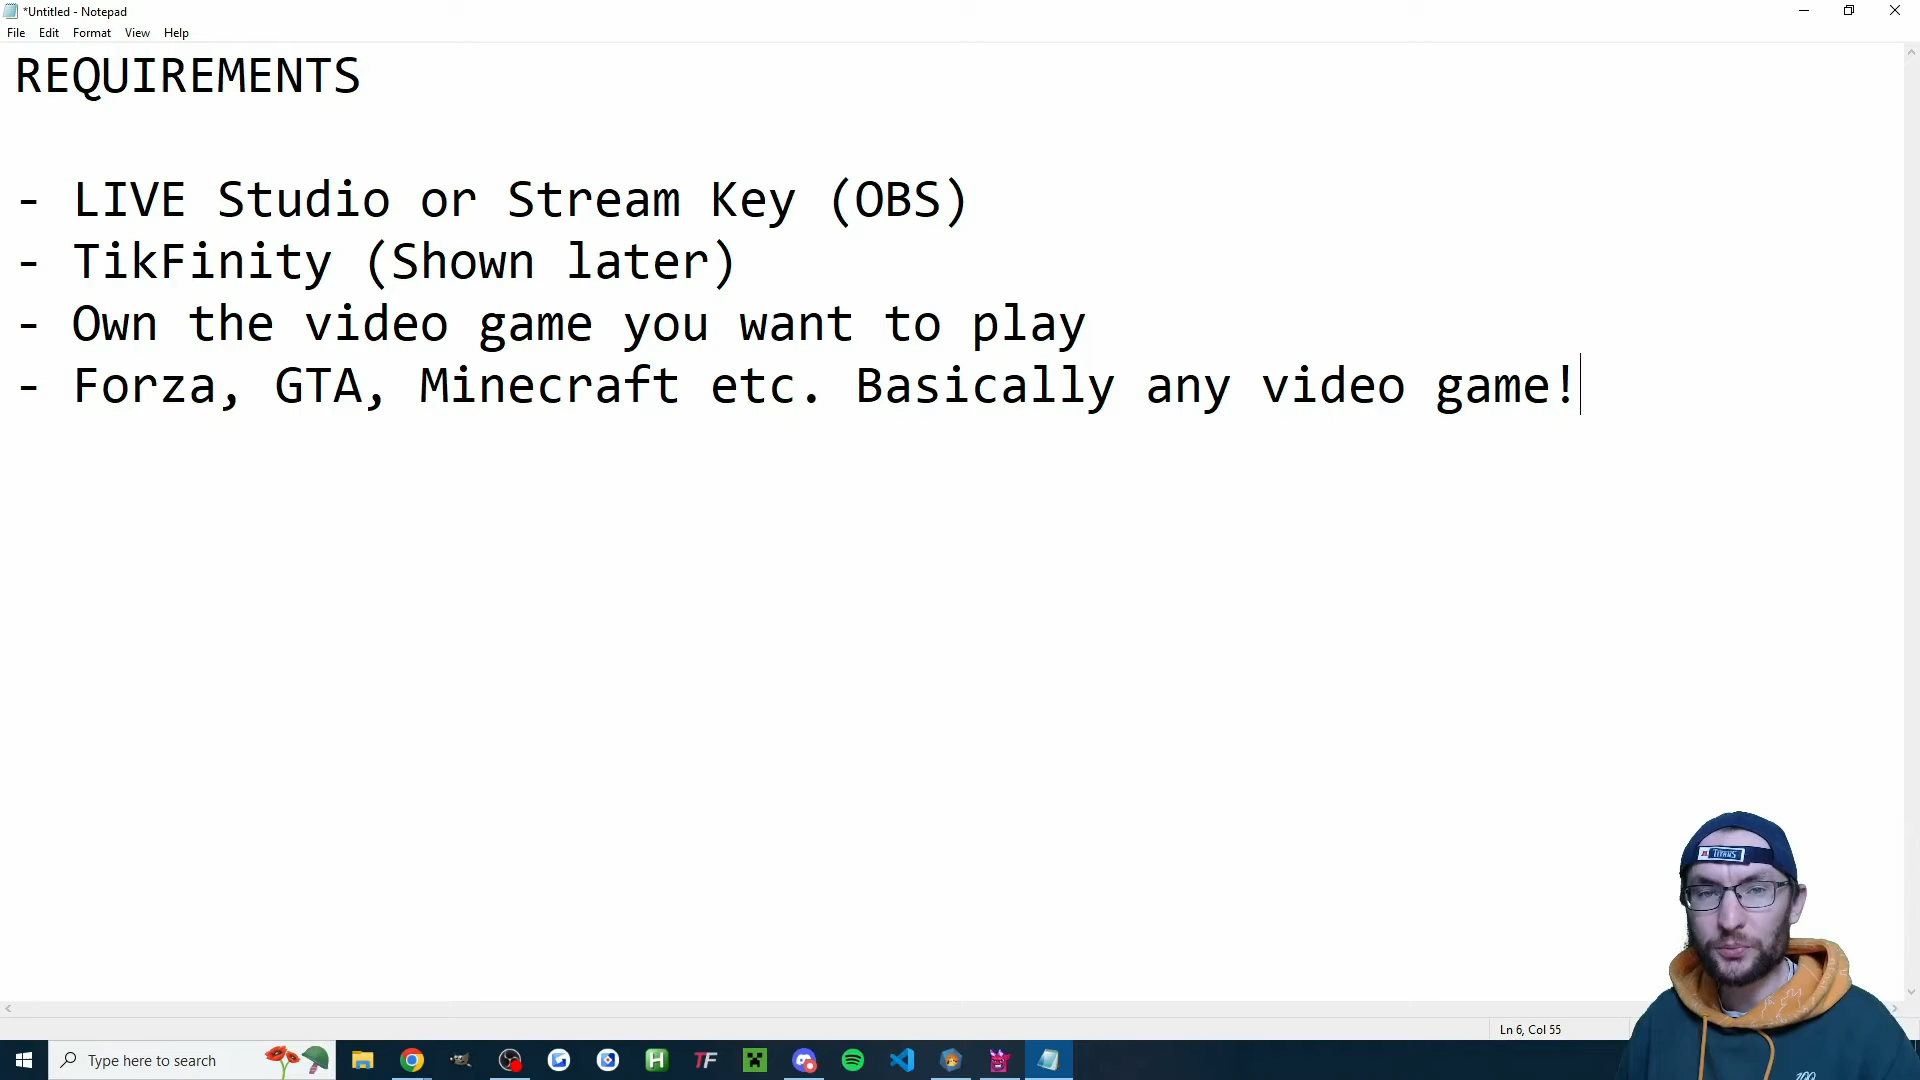 *Untitled - Notepad
File Edit Format View Help
REQUIREMENTS
- LIVE Studio or Stream Key (OBS)
- TikFinity (Shown later)
- Own the video game you want to play
- Forza, GTA, Minecraft etc. Basically any video game!
TITANS
Ln 6, Col 55
Type here to search
H
TF